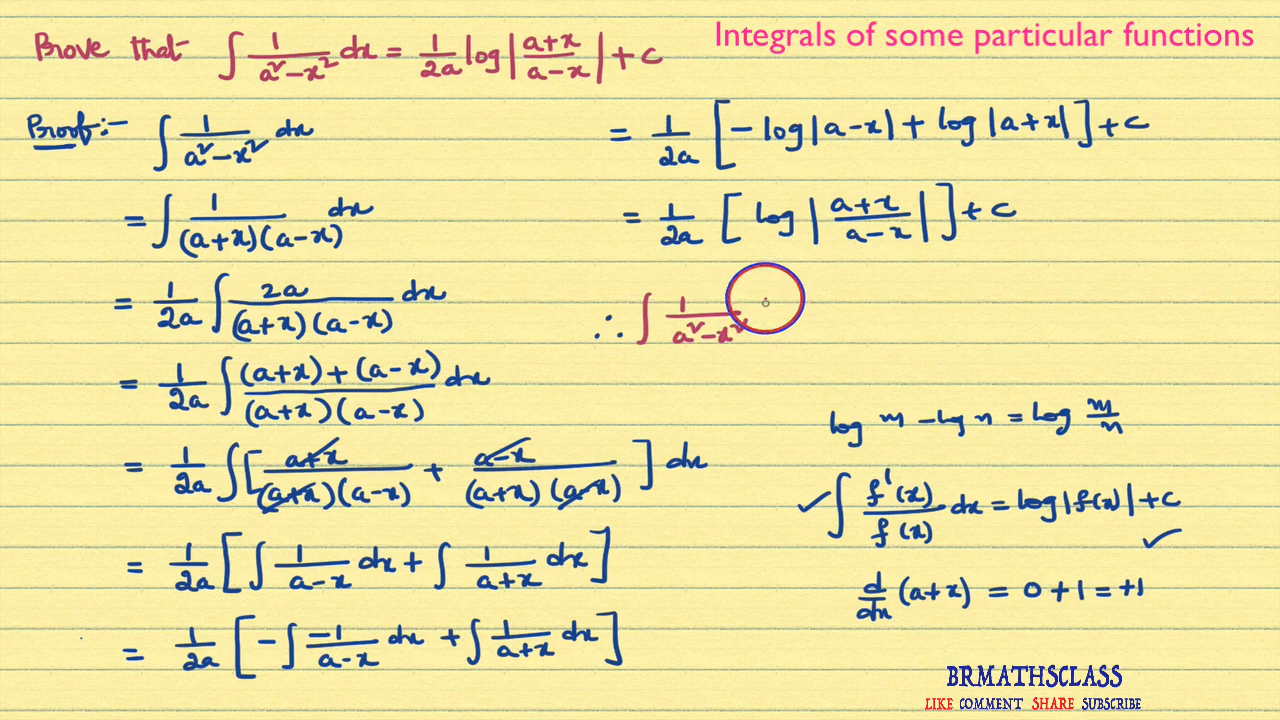 Integrals of some particular functions
Prove that ∫ 1/(a²-x²) dx = 1/2a log|(a+x)/(a-x)| + c
Proof:- ∫ 1/(a²-x²) dx
= ∫ 1/((a+x)(a-x)) dx
= 1/2a ∫ 2a/((a+x)(a-x)) dx
= 1/2a ∫ ((a+x)+(a-x))/((a+x)(a-x)) dx
= 1/2a ∫ [(a+x)/((a+x)(a-x)) + (a-x)/((a+x)(a-x))] dx
= 1/2a [∫ 1/(a-x) dx + ∫ 1/(a+x) dx]
= 1/2a [-∫ -1/(a-x) dx + ∫ 1/(a+x) dx]
= 1/2a [-log|a-x| + log|a+x|] + c
= 1/2a [log|(a+x)/(a-x)|] + c
∴ ∫ 1/(a²-x²)
log m - log n = log m/n
✓∫ f'(x)/f(x) dx = log|f(x)| + c ✓
d/dx (a+x) = 0+1 = +1
BRMATHSCLASS
LIKE COMMENT SHARE SUBSCRIBE